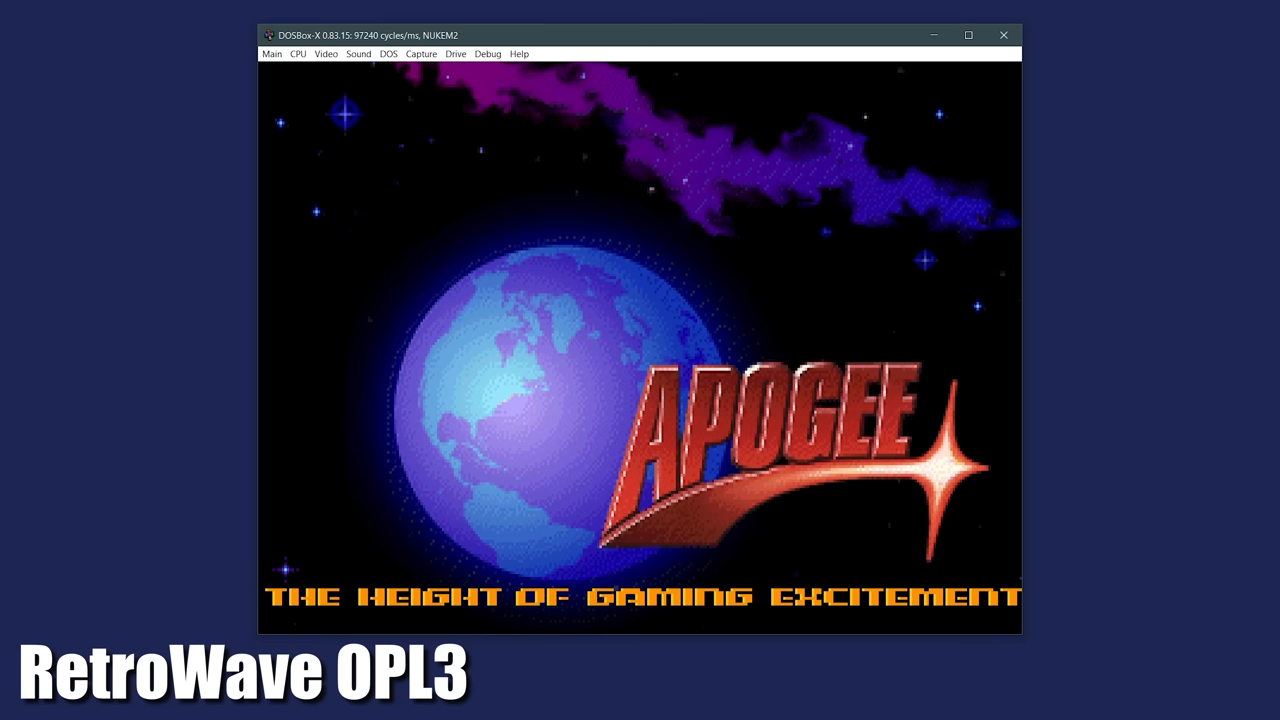 DOSBox-X 0.83.15: 97240 cycles/ms, NUKEM2
Main CPU Video Sound DOS Capture Drive Debug Help
APOGEE
THE HEIGHT OF GAMING EXCITEMENT
RetroWave OPL3